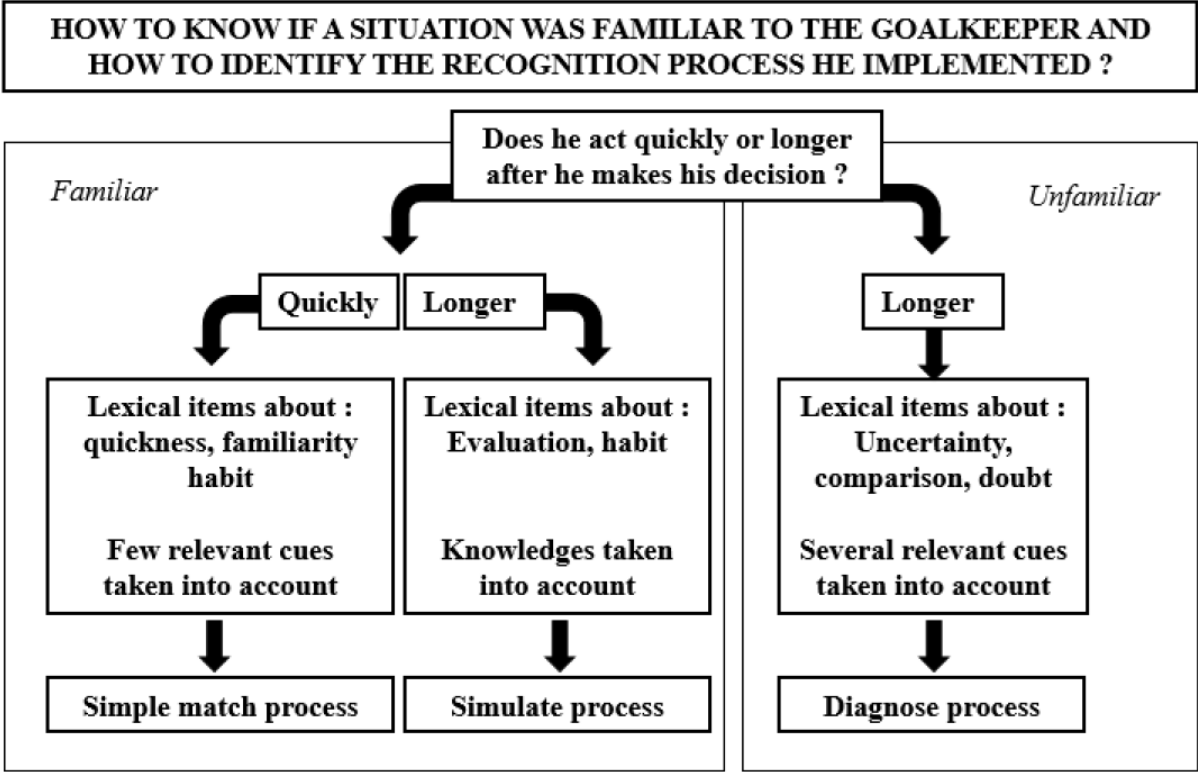 HOW TO KNOW IF A SITUATION WAS FAMILIAR TO THE GOALKEEPER AND
HOW TO IDENTIFY THE RECOGNITION PROCESS HE IMPLEMENTED ?
Does he act quickly or longer
after he makes his decision ?
Familiar
Unfamiliar
Quickly
Longer
Longer
Lexical items about :
quickness, familiarity
habit
Few relevant cues
taken into account
Lexical items about :
Evaluation, habit
Knowledges taken
into account
Lexical items about :
Uncertainty,
comparison, doubt
Several relevant cues
taken into account
Simple match process
Simulate process
Diagnose process